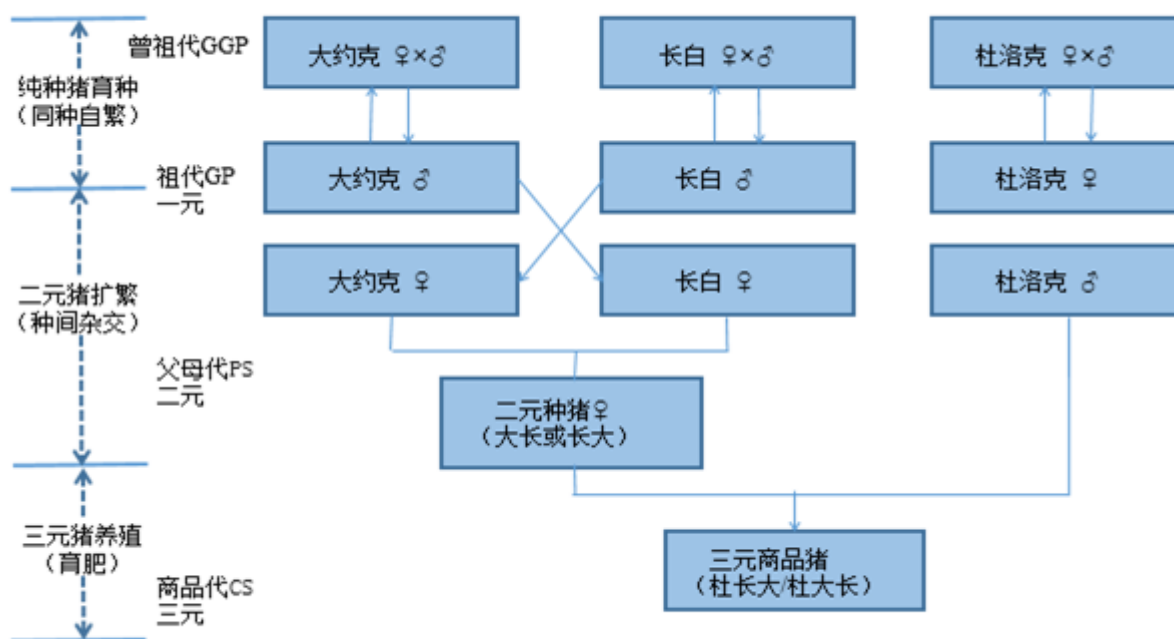 曾祖代GGP
大约克 ♀×♂
长白 ♀×♂
杜洛克 ♀×♂
纯种猪育种
（同种自繁）
祖代GP
一元
大约克 ♂
长白 ♂
杜洛克 ♀
大约克 ♀
长白 ♀
杜洛克 ♂
二元猪扩繁
（种间杂交）
父母代PS
二元
二元种猪♀
（大长或长大）
三元猪养殖
（育肥）
三元商品猪
（杜长大/杜大长）
商品代CS
三元